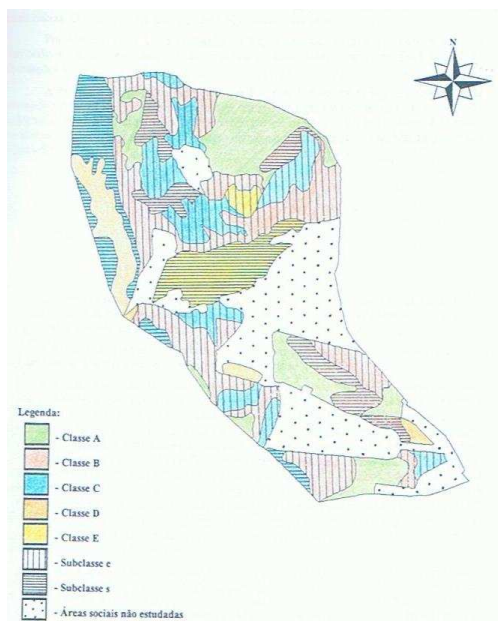 N
Legenda:
- Classe A
- Classe B
- Classe C
- Classe D
- Classe E
- Subclasse e
- Subclasse s
- Áreas sociais não estudadas